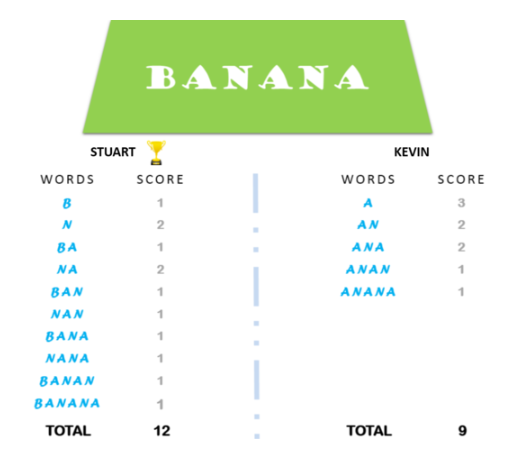 BANANA
STUART KEVIN
WORDS SCORE WORDS SCORE
B 1 A 3
N 2 AN 2
BA 1 ANA 2
NA 2 ANAN 1
BAN 1 ANANA 1
NAN 1
BANA 1
NANA 1
BANAN 1
BANANA 1
TOTAL 12 TOTAL 9